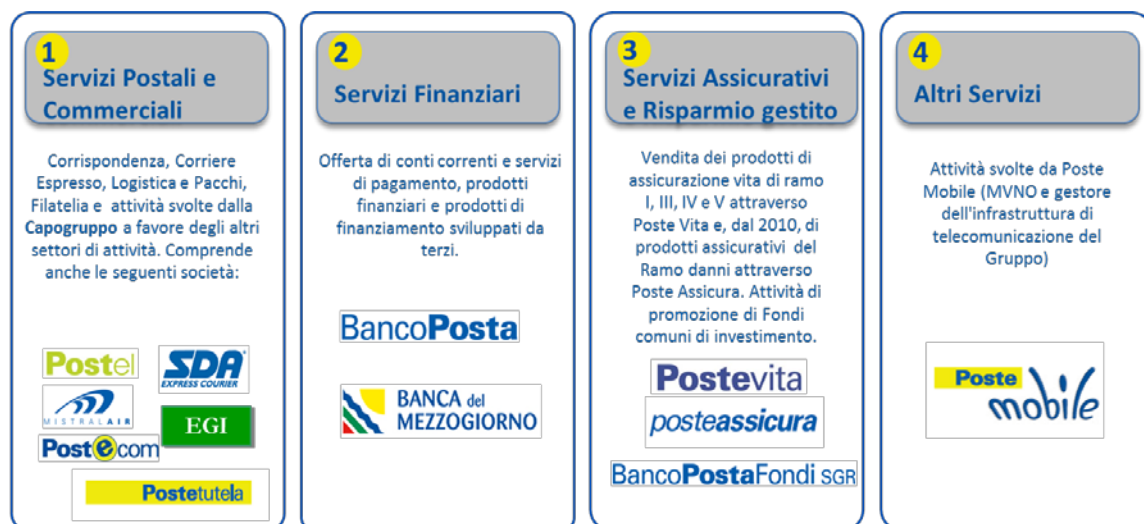 1
Servizi Postali e
Commerciali
Corrispondenza, Corriere
Espresso, Logistica e Pacchi,
Filatelia e attività svolte dalla
Capogruppo a favore degli altri
settori di attività. Comprende
anche le seguenti società:
Postel
SDA
EXPRESS COURIER
MISTRALAIR
EGI
Postecom
Postetutela
2
Servizi Finanziari
Offerta di conti correnti e servizi
di pagamento, prodotti
finanziari e prodotti di
finanziamento sviluppati da
terzi.
BancoPosta
BANCA del
MEZZOGIORNO
3
Servizi Assicurativi
e Risparmio gestito
Vendita dei prodotti di
assicurazione vita di ramo
I, III, IV e V attraverso
Poste Vita e, dal 2010, di
prodotti assicurativi del
Ramo danni attraverso
Poste Assicura. Attività di
promozione di Fondi
comuni di investimento.
Postevita
posteassicura
BancoPostaFondi SGR
4
Altri Servizi
Attività svolte da Poste
Mobile (MVNO e gestore
dell'infrastruttura di
telecomunicazione del
Gruppo)
Poste
mobile